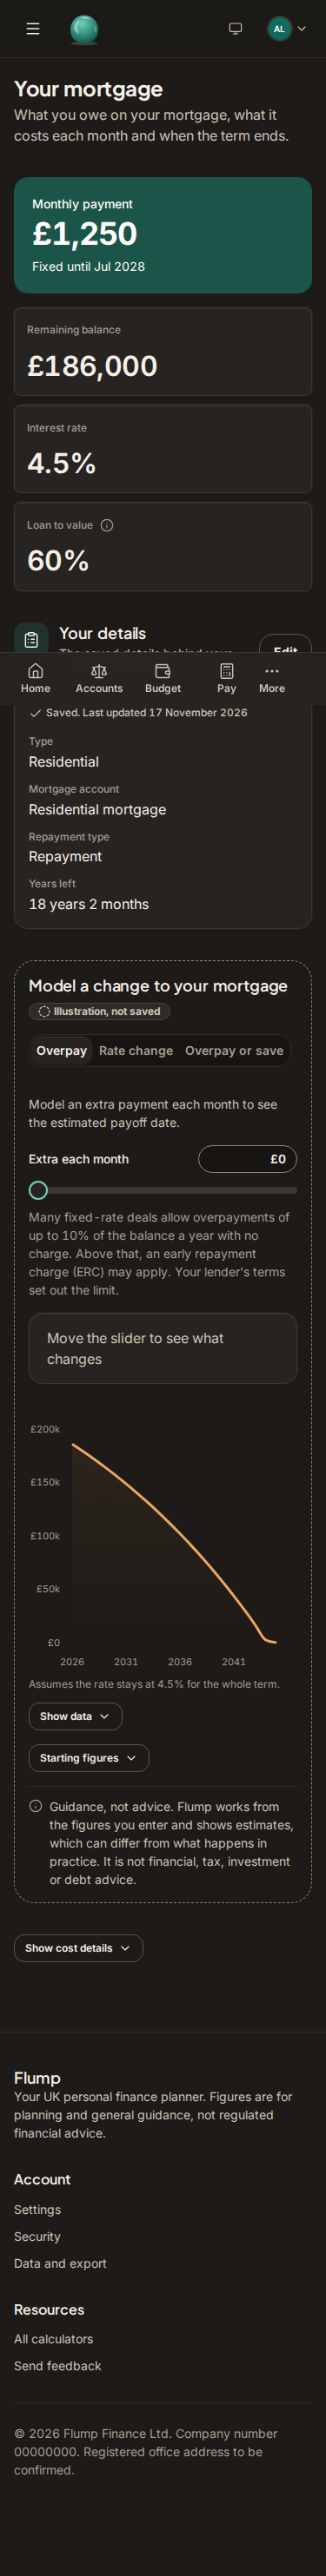 AL
Your mortgage
What you owe on your mortgage, what it
costs each month and when the term ends.
Monthly payment
£1,250
Fixed until Jul 2028
Remaining balance
£186,000
Interest rate
4.5%
Loan to value
60%
Your details
Edit
Home Accounts Budget Pay More
Saved. Last updated 17 November 2026
Type
Residential
Mortgage account
Residential mortgage
Repayment type
Repayment
Years left
18 years 2 months
Model a change to your mortgage
Illustration, not saved
Overpay Rate change Overpay or save
Model an extra payment each month to see
the estimated payoff date.
Extra each month £0
Many fixed-rate deals allow overpayments of
up to 10% of the balance a year with no
charge. Above that, an early repayment
charge (ERC) may apply. Your lender's terms
set out the limit.
Move the slider to see what
changes
£200k
£150k
£100k
£50k
£0
2026 2031 2036 2041
Assumes the rate stays at 4.5% for the whole term.
Show data
Starting figures
Guidance, not advice. Flump works from
the figures you enter and shows estimates,
which can differ from what happens in
practice. It is not financial, tax, investment
or debt advice.
Show cost details
Flump
Your UK personal finance planner. Figures are for
planning and general guidance, not regulated
financial advice.
Account
Settings
Security
Data and export
Resources
All calculators
Send feedback
© 2026 Flump Finance Ltd. Company number
00000000. Registered office address to be
confirmed.